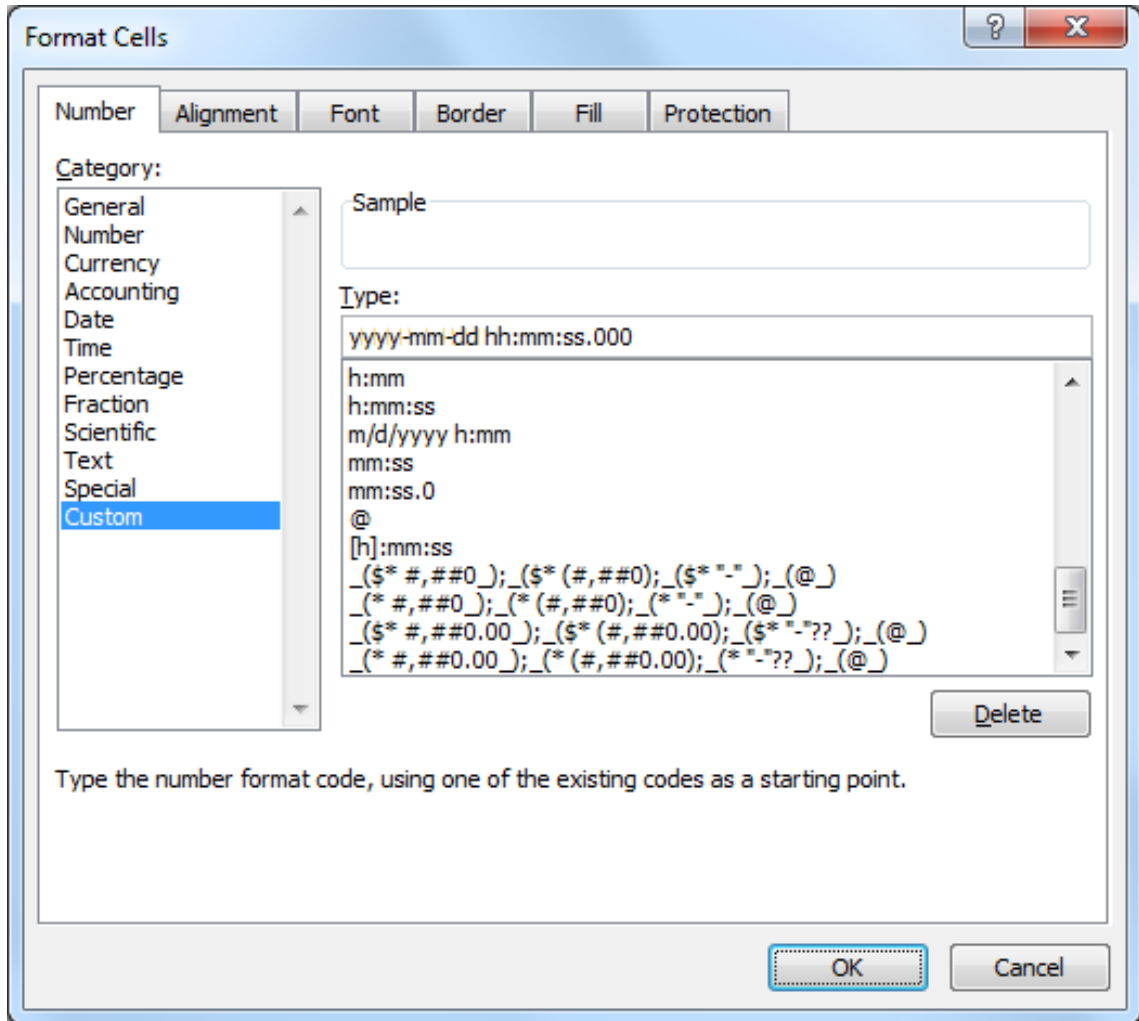 Format Cells
Number Alignment Font Border Fill Protection
Category:
General
Number
Currency
Accounting
Date
Time
Percentage
Fraction
Scientific
Text
Special
Custom
Sample
Type:
yyyy-mm-dd hh:mm:ss.000
h:mm
h:mm:ss
m/d/yyyy h:mm
mm:ss
mm:ss.0
@
[h]:mm:ss
_($* #,##0_);_($* (#,##0);_($* "-"_);_(@_)
_(* #,##0_);_(* (#,##0);_(* "-"_);_(@_)
_($* #,##0.00_);_($* (#,##0.00);_($* "-"??_);_(@_)
_(* #,##0.00_);_(* (#,##0.00);_(* "-"??_);_(@_)
Delete
Type the number format code, using one of the existing codes as a starting point.
OK Cancel